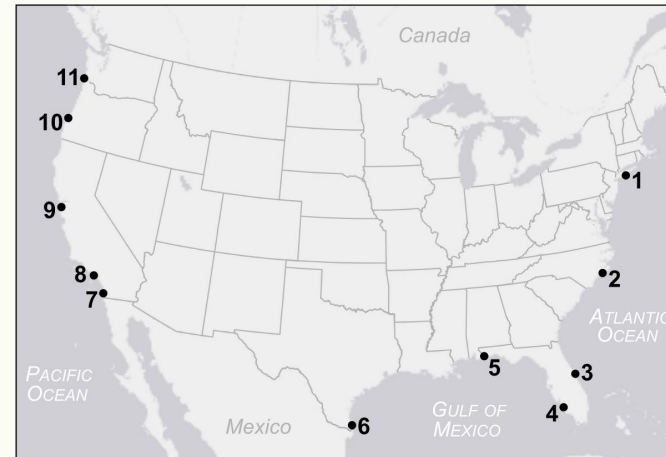 Canada
11
10
1
9
2
8
7
ATLANTIC
OCEAN
5
3
PACIFIC
OCEAN
4
GULF OF
MEXICO
6
Mexico